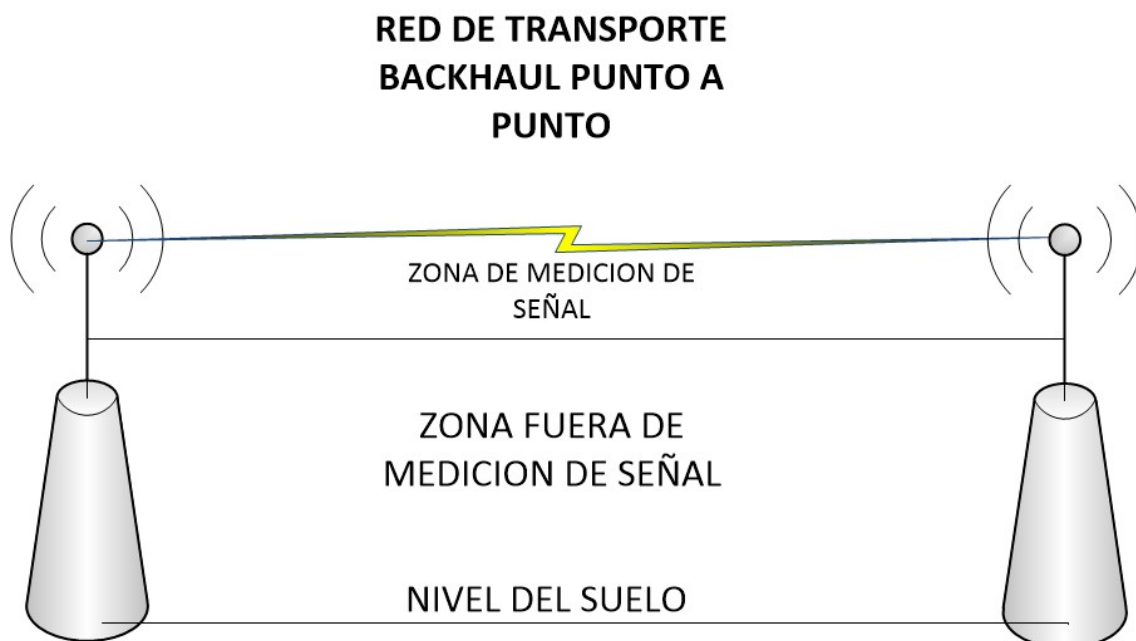 RED DE TRANSPORTE
BACKHAUL PUNTO A
PUNTO
ZONA DE MEDICION DE
SEÑAL
ZONA FUERA DE
MEDICION DE SEÑAL
NIVEL DEL SUELO